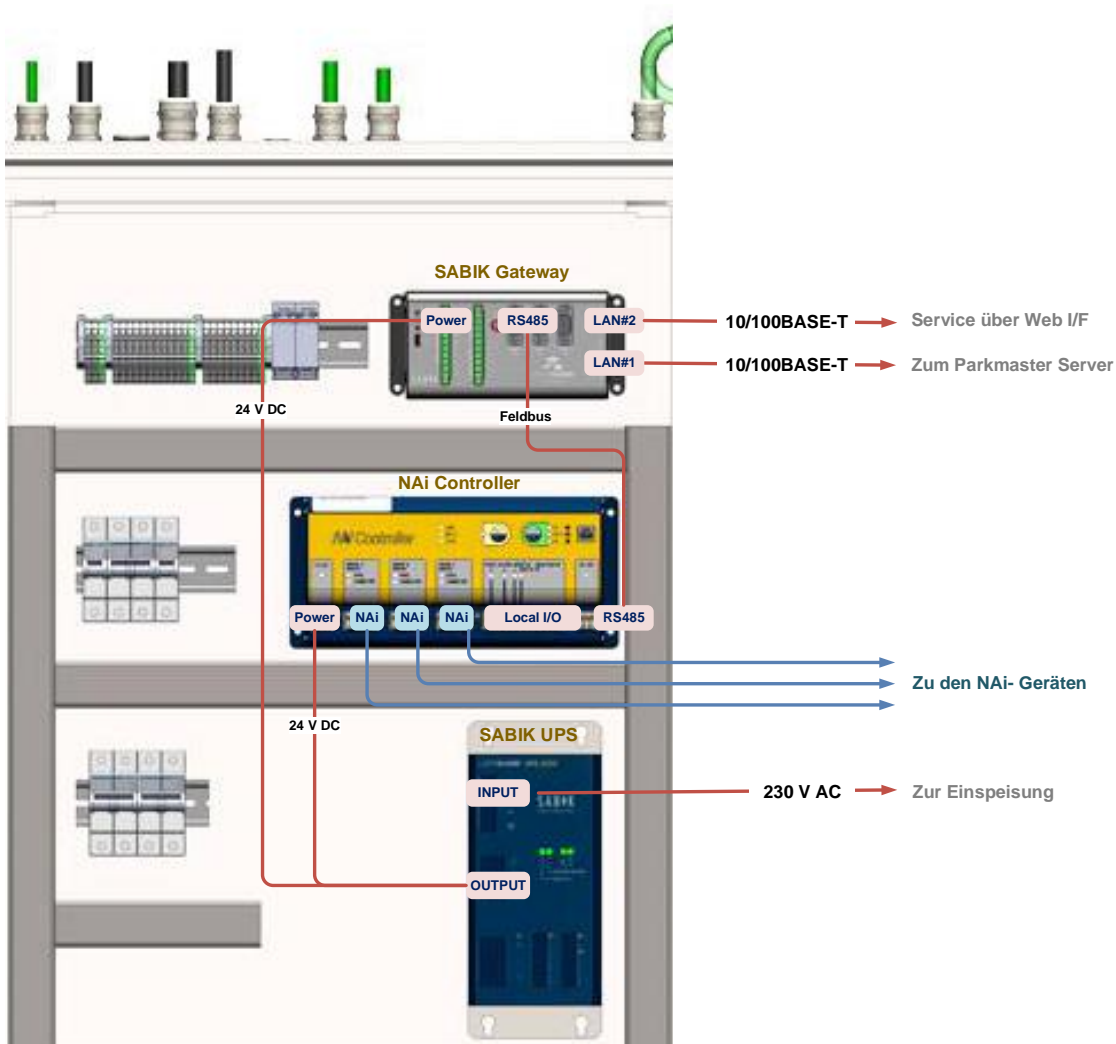 SABIK Gateway
Power
RS485
LAN#2
10/100BASE-T
Service über Web I/F
LAN#1
10/100BASE-T
Zum Parkmaster Server
24 V DC
Feldbus
NAi Controller
Controller
Power
NAi
NAi
NAi
Local I/O
RS485
Zu den NAi- Geräten
24 V DC
SABIK UPS
INPUT
SABIK
230 V AC
Zur Einspeisung
OUTPUT